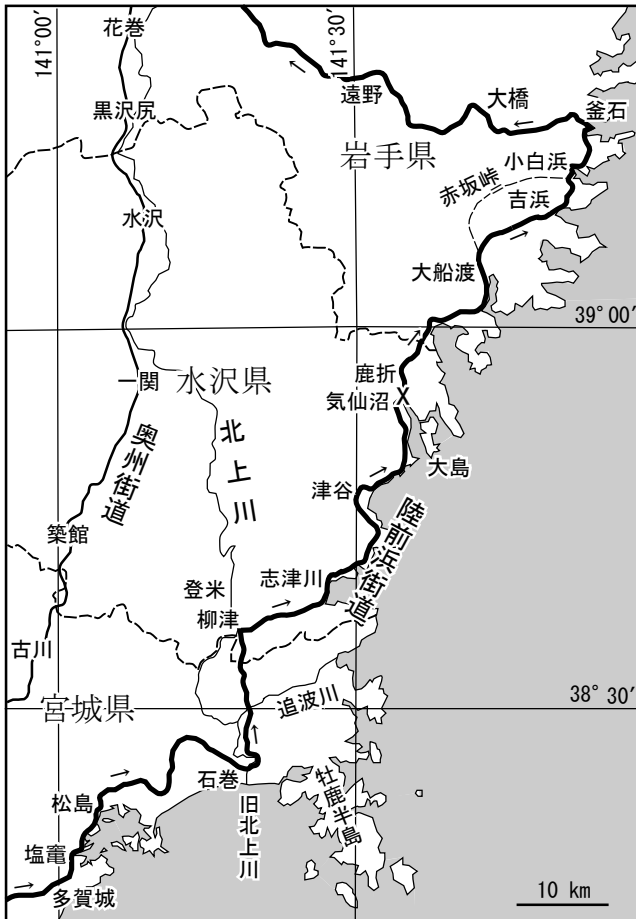 141°00′
141°30′
花巻
遠野
大橋
釜石
黒沢尻
岩手県
小白浜
赤坂峠
吉浜
水沢
大船渡
39°00′
鹿折
一関
水沢県
気仙沼
X
北上川
奥州街道
大島
津谷
陸前浜街道
築館
志津川
登米
柳津
古川
宮城県
追波川
38°30′
石巻
牡鹿半島
松島
旧北上川
塩竈
多賀城
10 km